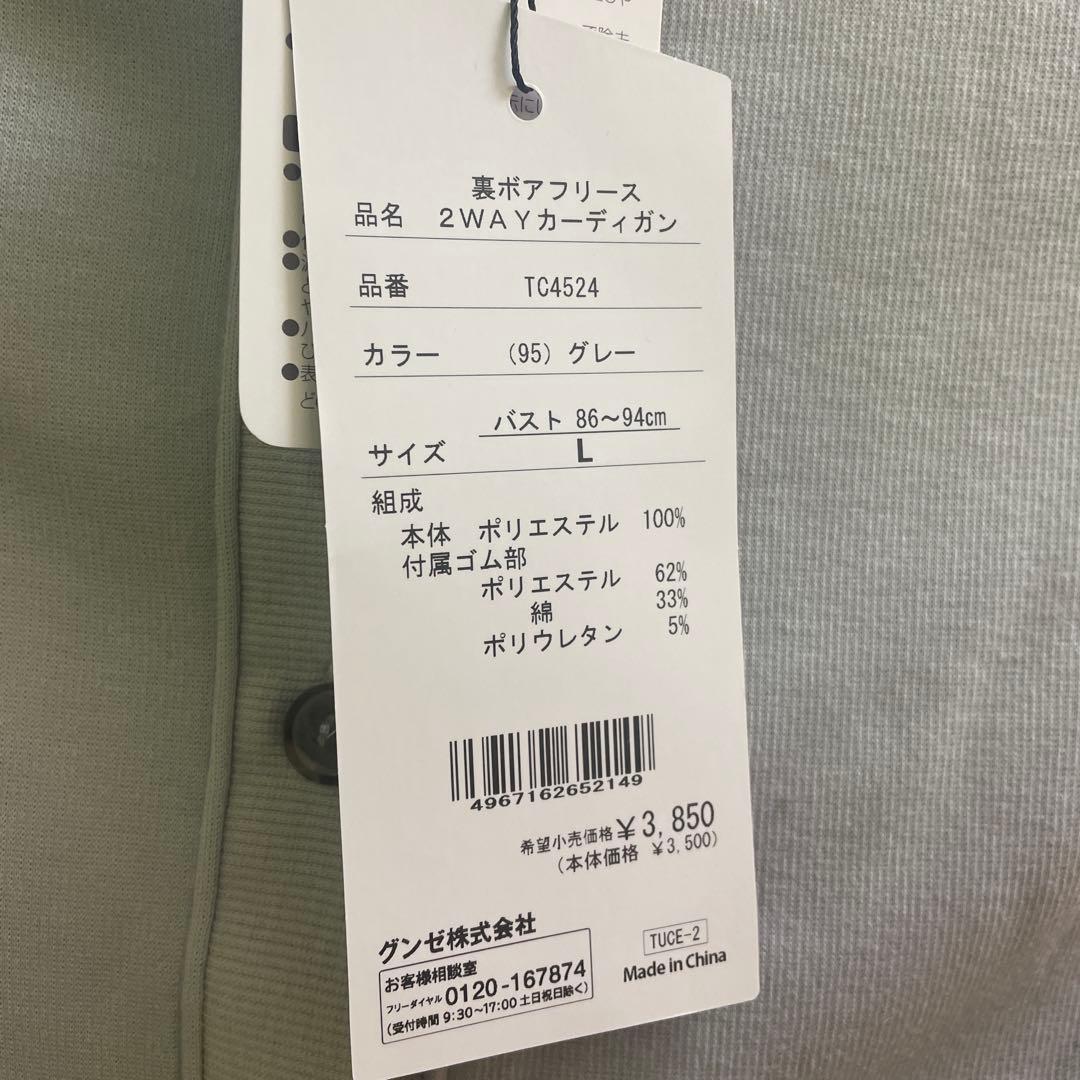 裏ボアフリース
品名 2WAYカーディガン
品番 TC4524
カラー (95) グレー
バスト 86～94cm
サイズ L
組成
本体 ポリエステル 100%
付属ゴム部
ポリエステル 62%
綿 33%
ポリウレタン 5%
4967162652149
希望小売価格 ¥3,850
(本体価格 ¥3,500)
グンゼ株式会社
お客様相談室
フリーダイヤル 0120-167874
(受付時間 9:30～17:00 土日祝日除く)
TUCE-2
Made in China